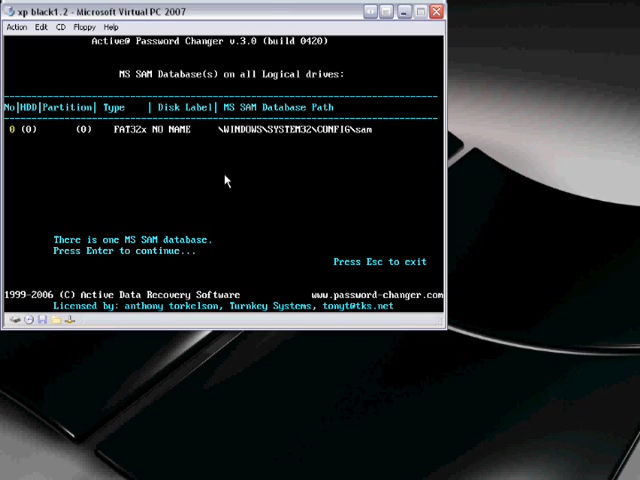 xp black1.2 - Microsoft Virtual PC 2007
Action Edit CD Floppy Help
Active@ Password Changer v.3.0 (build 0420)
MS SAM Database(s) on all Logical drives:
No|HDD|Partition| Type | Disk Label| MS SAM Database Path
0 (0) (0) FAT32x NO NAME \WINDOWS\SYSTEM32\CONFIG\sam
There is one MS SAM database.
Press Enter to continue...
Press Esc to exit
1999-2006 (C) Active Data Recovery Software www.password-changer.com
Licensed by: anthony torkelson, Turnkey Systems, tonyt@tks.net